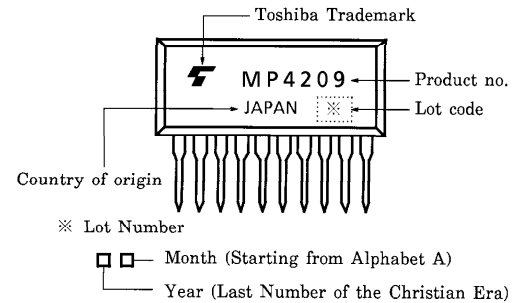 Toshiba Trademark
MP4209
Product no.
JAPAN ※
Lot code
Country of origin
※ Lot Number
Month (Starting from Alphabet A)
Year (Last Number of the Christian Era)